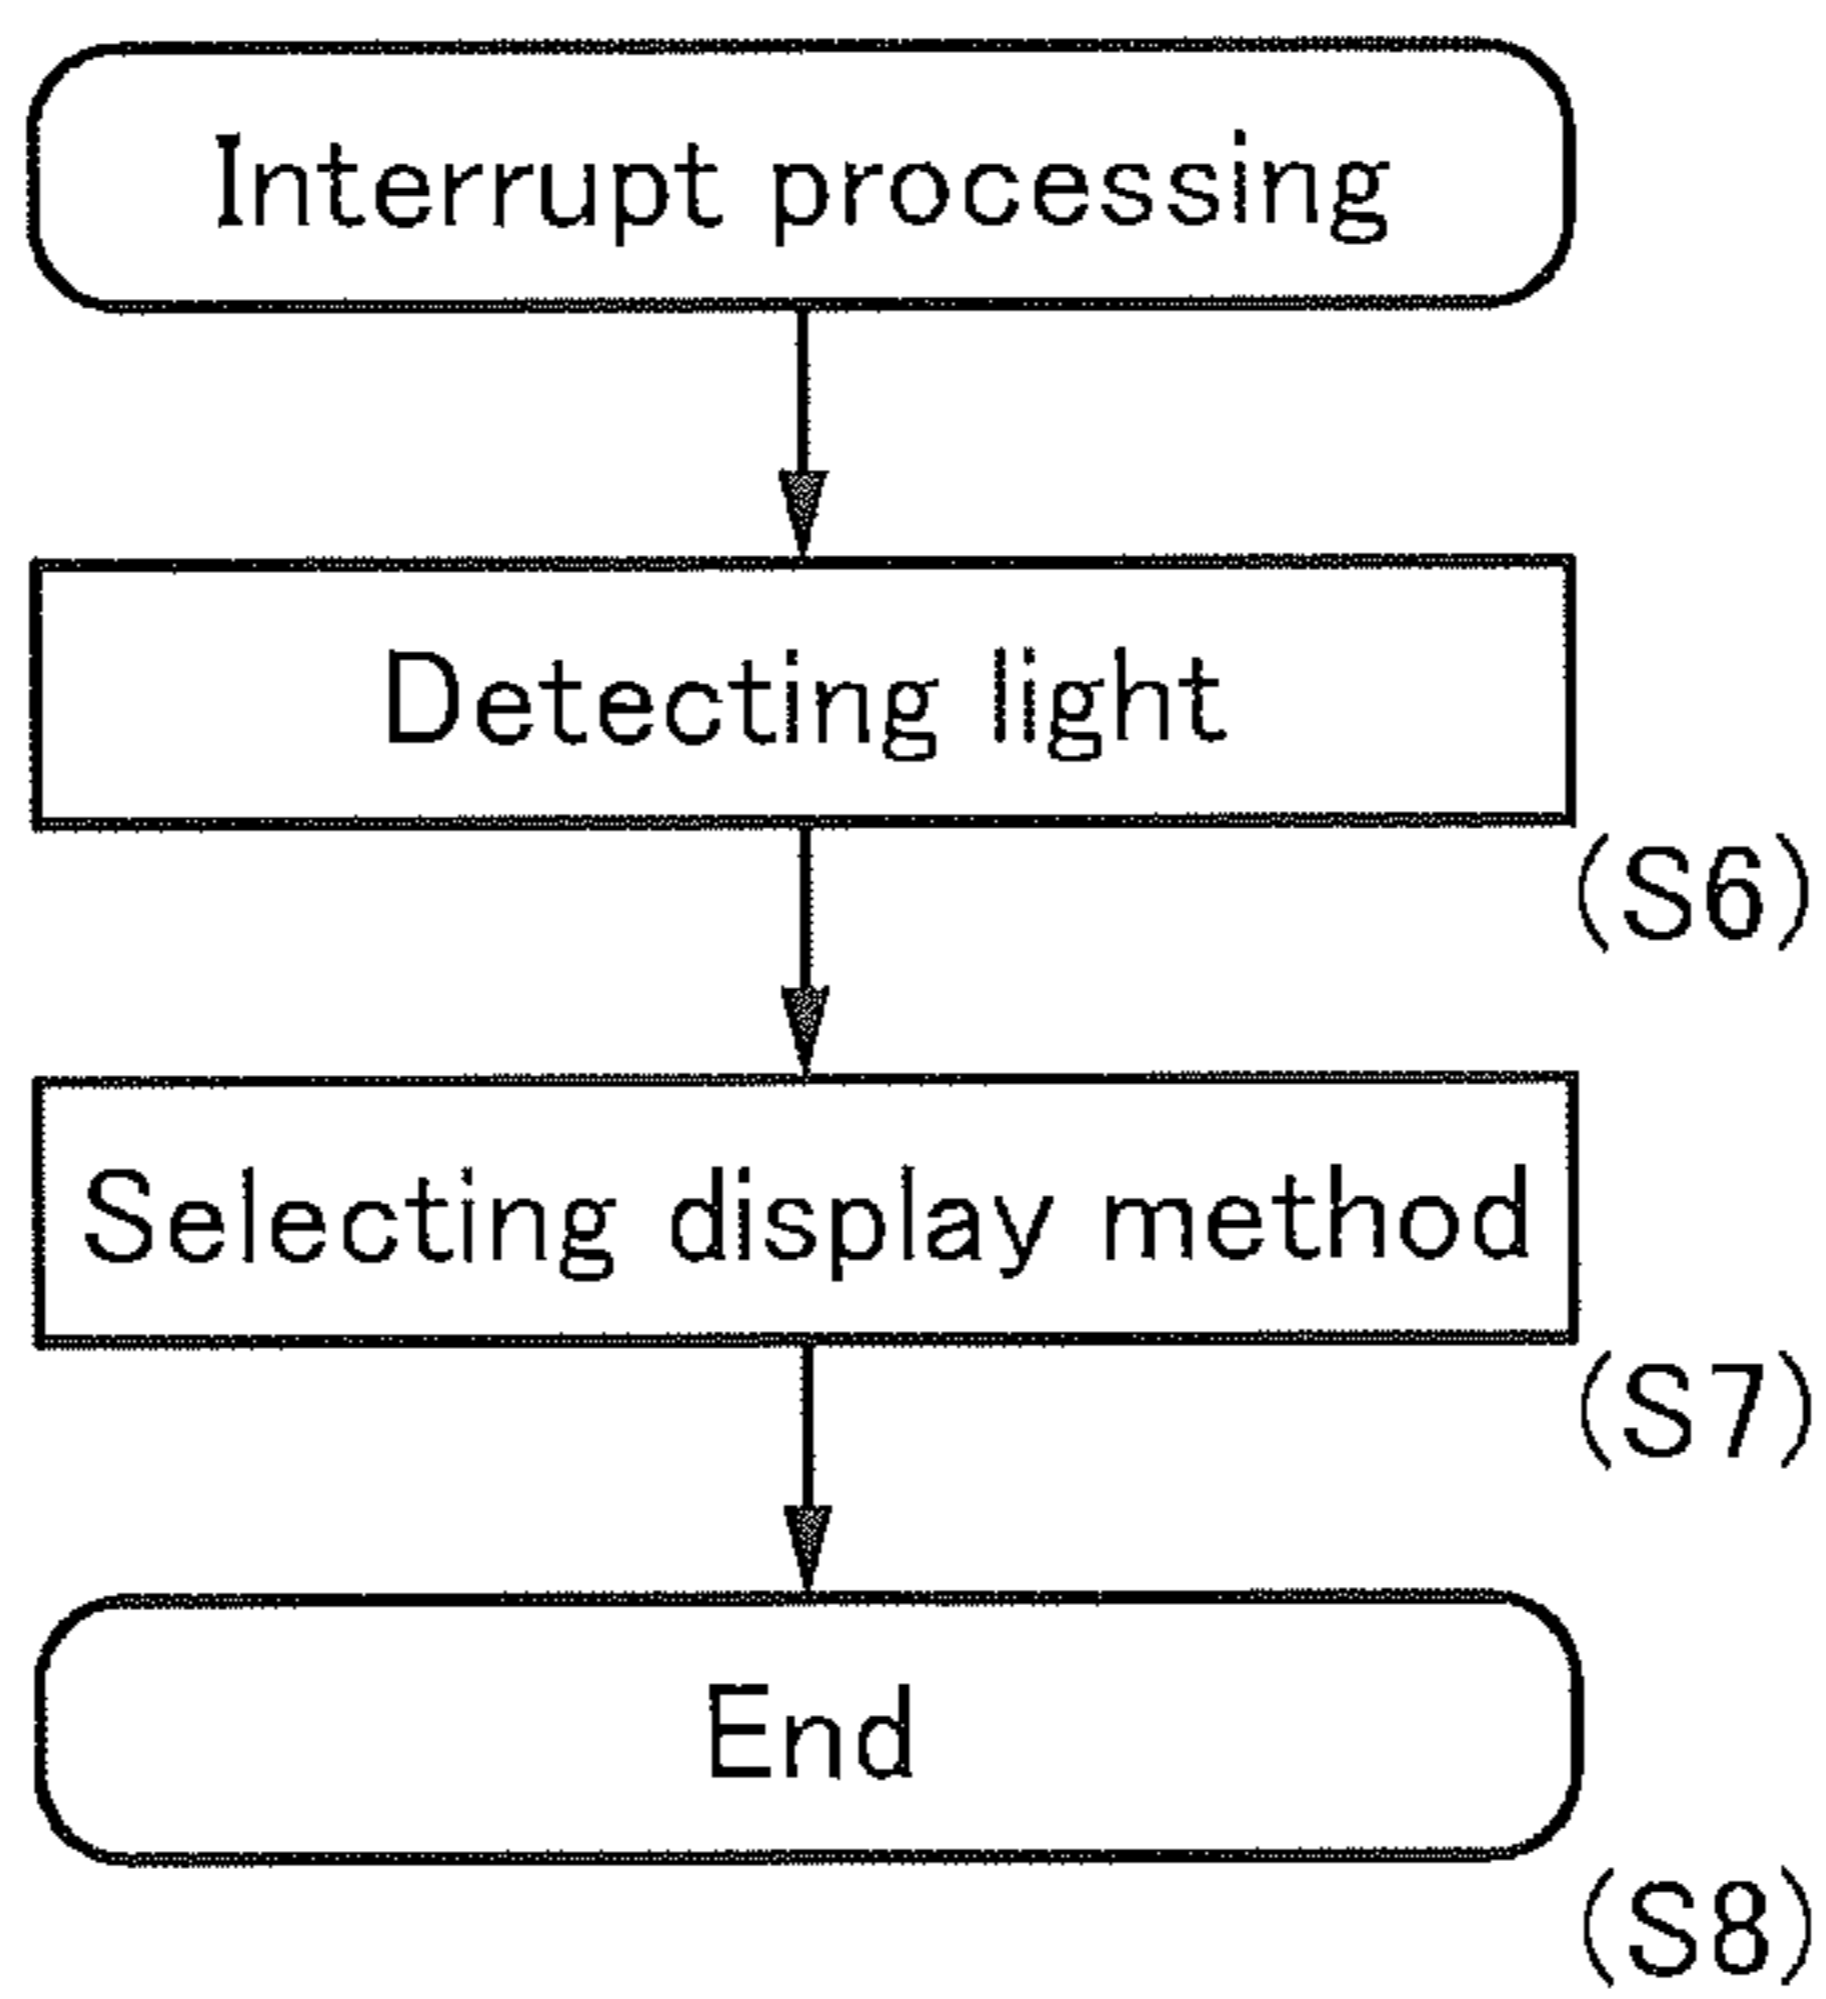 Interrupt processing
Detecting light
(S6)
Selecting display method
(S7)
End
(S8)